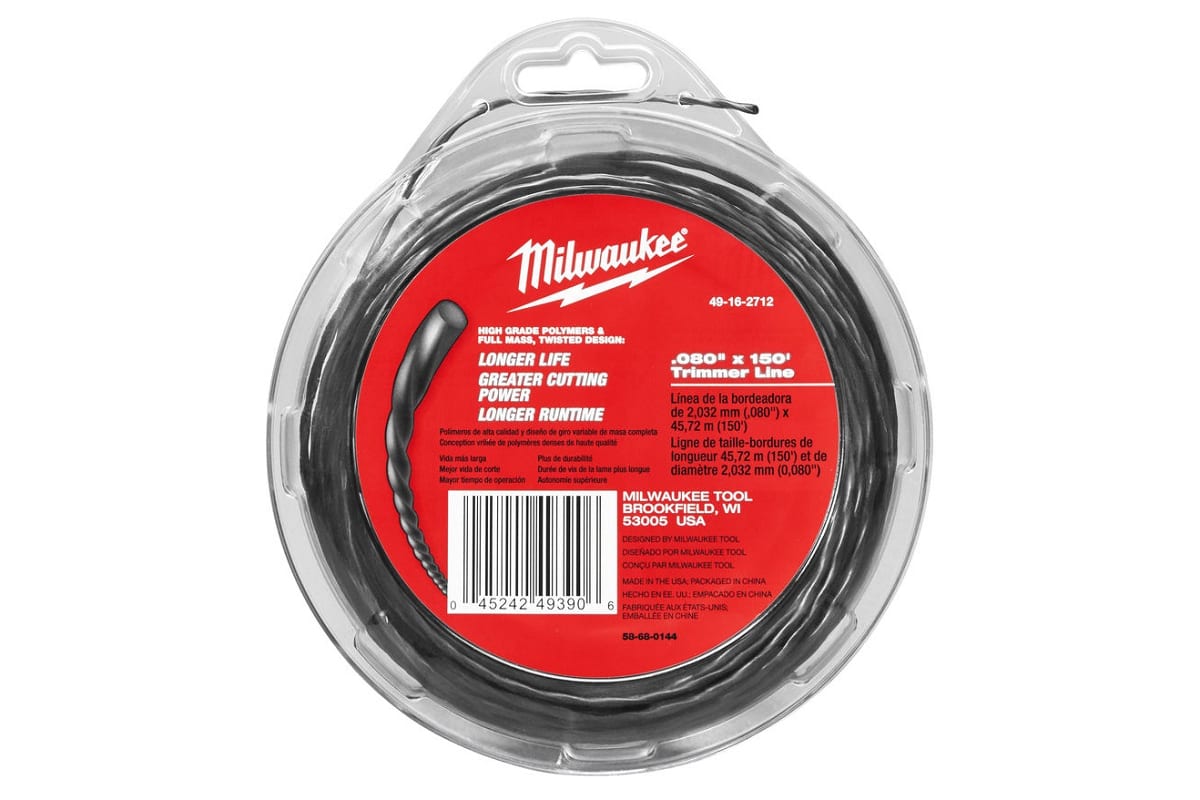 Milwaukee®
49-16-2712
HIGH GRADE POLYMERS &
FULL MASS, TWISTED DESIGN:
LONGER LIFE
GREATER CUTTING
POWER
LONGER RUNTIME
Polímeros de alta calidad y diseño de giro variable de masa completa
Conception vrillée de polymères denses de haute qualité
Vida más larga
Mejor vida de corte
Mayor tiempo de operación
Plus de durabilité
Durée de vis de la lame plus longue
Autonomie supérieure
.080" x 150'
Trimmer Line
Línea de la bordeadora
de 2,032 mm (,080") x
45,72 m (150')
Ligne de taille-bordures de
longueur 45,72 m (150') et de
diamètre 2,032 mm (0,080")
MILWAUKEE TOOL
BROOKFIELD, WI
53005 USA
DESIGNED BY MILWAUKEE TOOL
DISEÑADO POR MILWAUKEE TOOL
CONÇU PAR MILWAUKEE TOOL
MADE IN THE USA; PACKAGED IN CHINA
HECHO EN EE. UU.; EMPACADO EN CHINA
FABRIQUÉE AUX ÉTATS-UNIS;
EMBALLÉE EN CHINE
58-68-0144
0 45242 49390 6